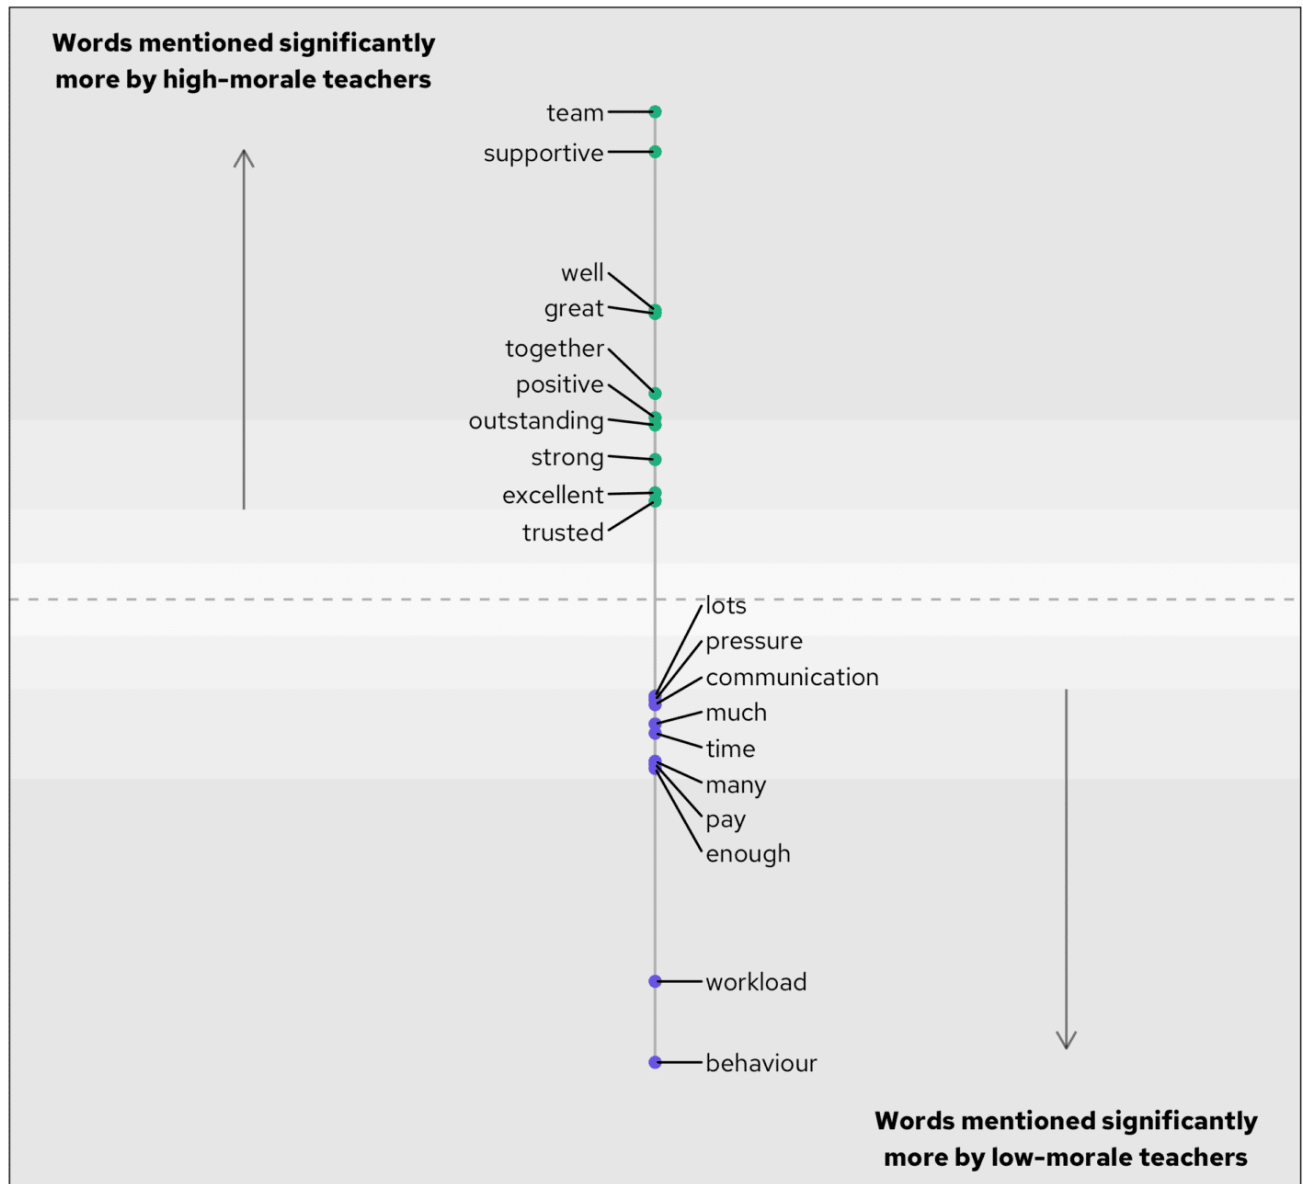 Words mentioned significantly
more by high-morale teachers
team
supportive
well
great
together
positive
outstanding
strong
excellent
trusted
lots
pressure
communication
much
time
many
pay
enough
workload
behaviour
Words mentioned significantly
more by low-morale teachers